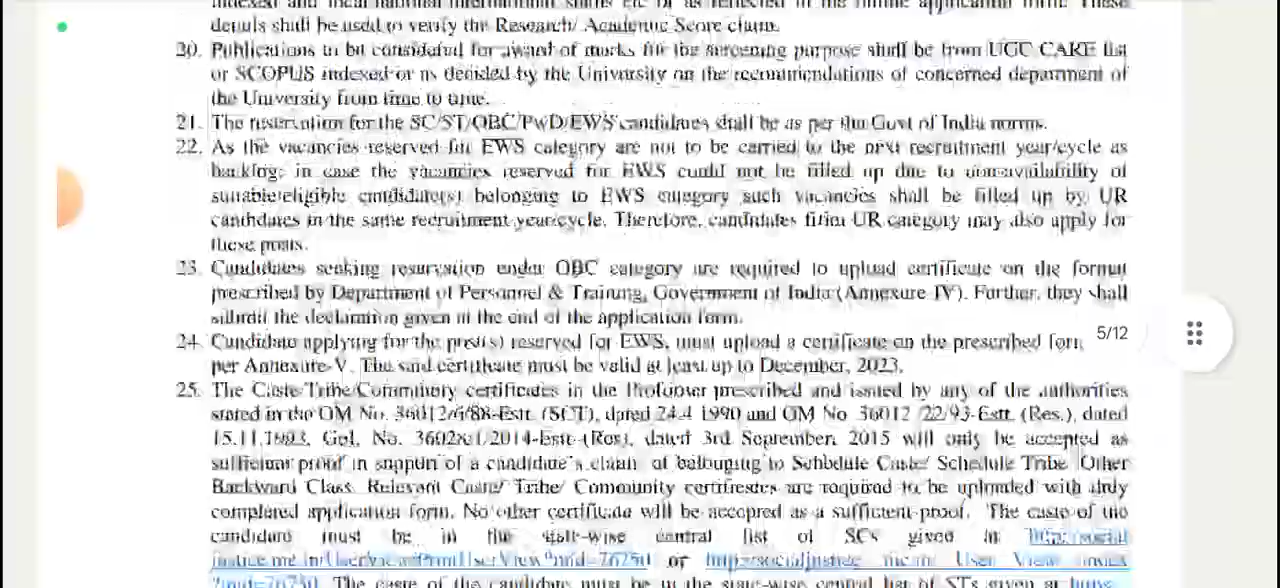 details shall be used to verify the Research/ Academic Score claim.
20. Publications to be considered for award of marks for the screening purpose shall be from UGC CARE list
or SCOPUS indexed or as decided by the University on the recommendations of concerned department of
the University from time to time.
21. The reservation for the SC/ST/OBC/PwD/EWS candidates shall be as per the Govt of India norms.
22. As the vacancies reserved for EWS category are not to be carried to the next recruitment year/cycle as
backlog; in case the vacancies reserved for EWS could not be filled up due to non-availability of
suitable/eligible candidate(s) belonging to EWS category such vacancies shall be filled up by UR
candidates in the same recruitment year/cycle. Therefore, candidates from UR category may also apply for
these posts.
23. Candidates seeking reservation under OBC category are required to upload certificate on the format
prescribed by Department of Personnel & Training, Government of India (Annexure IV). Further, they shall
submit the declaration given at the end of the application form.
24. Candidate applying for the post(s) reserved for EWS, must upload a certificate on the prescribed form
5/12
per Annexure-V. The said certificate must be valid at least up to December, 2023.
25. The Caste/Tribe/Community certificates in the prescribed and issued by any of the authorities
stated in the OM No. (SCT), dated 24.4.1990 and OM No 36012/22/93-Estt. (Res.), dated
dated 3rd September, 2015 will only be accepted as
sufficient proof in support of a candidate's claim of belonging to Schedule Caste/ Schedule Tribe Other
Backward Class. Relevant Caste/ Tribe/ Community certificates are required to be uploaded with duly
completed application form. No other certificate will be accepted as a sufficient proof. The caste of the
candidate must be in the state-wise central list of SCs given in
or
The caste of the candidate must be in the state-wise central list of STs given at